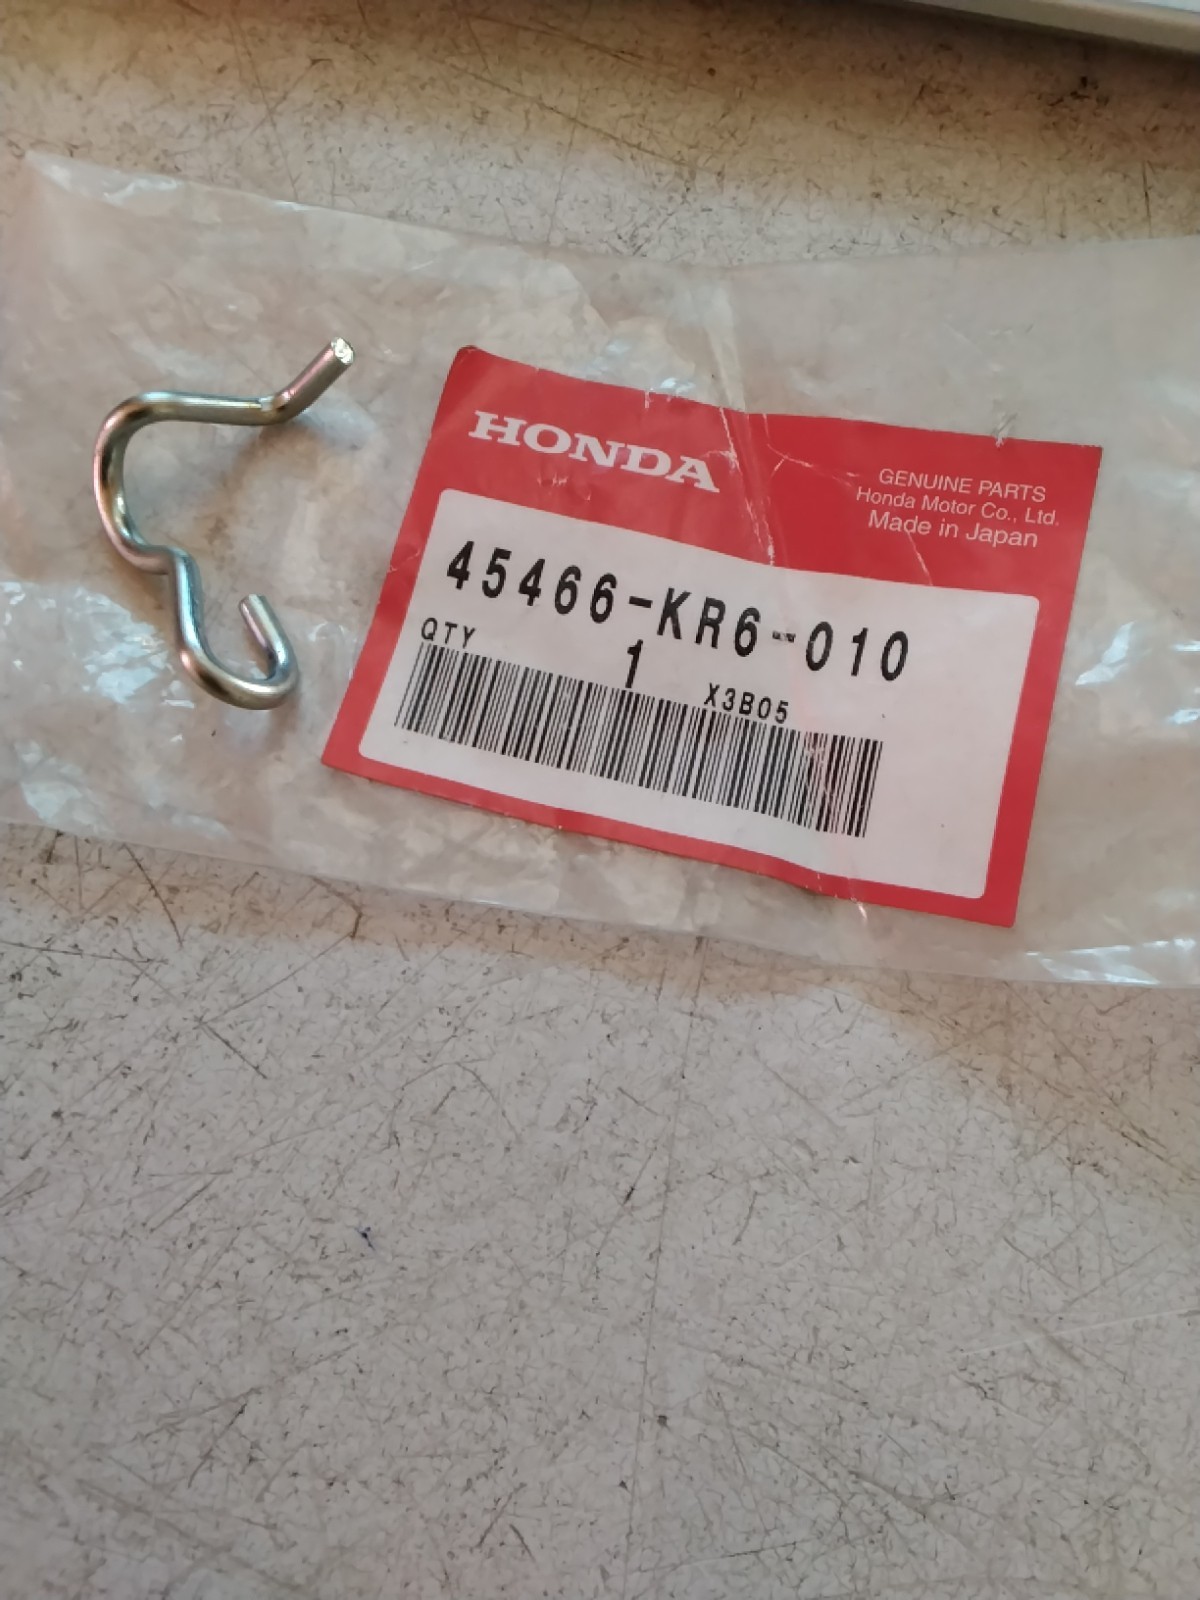 HONDA
GENUINE PARTS
Honda Motor Co., Ltd.
Made in Japan
45466-KR6-010
QTY 1 X3B05